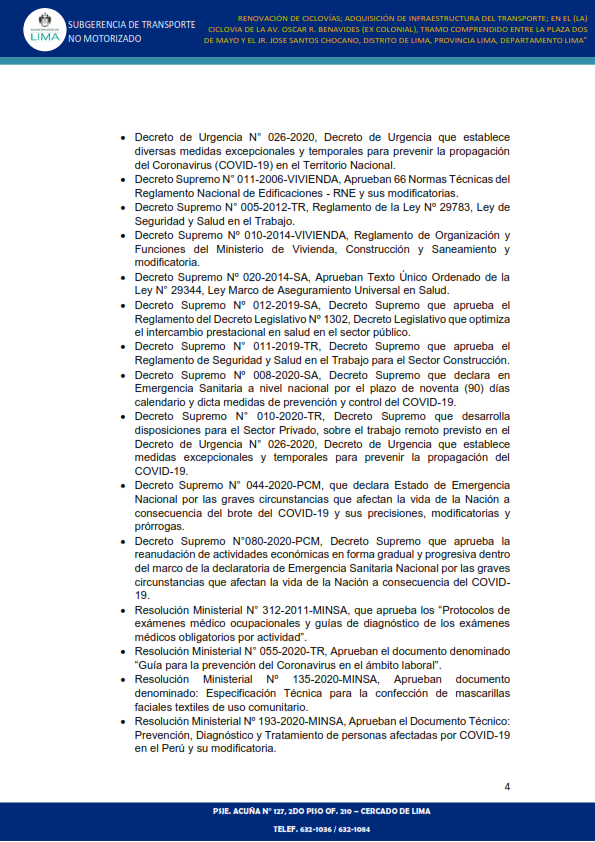 SUBGERENCIA DE TRANSPORTE
NO MOTORIZADO
LIMA
RENOVACIÓN DE CICLOVÍAS; ADQUISICIÓN DE INFRAESTRUCTURA DEL TRANSPORTE; EN EL (LA)
CICLOVIA DE LA AV. OSCAR R. BENAVIDES (EX COLONIAL), TRAMO COMPRENDIDO ENTRE LA PLAZA DOS
DE MAYO Y EL JR. JOSE SANTOS CHOCANO, DISTRITO DE LIMA, PROVINCIA LIMA, DEPARTAMENTO LIMA"
• Decreto de Urgencia N° 026-2020, Decreto de Urgencia que establece
diversas medidas excepcionales y temporales para prevenir la propagación
del Coronavirus (COVID-19) en el Territorio Nacional.
• Decreto Supremo N° 011-2006-VIVIENDA, Aprueban 66 Normas Técnicas del
Reglamento Nacional de Edificaciones - RNE y sus modificatorias.
• Decreto Supremo N° 005-2012-TR, Reglamento de la Ley Nº 29783, Ley de
Seguridad y Salud en el Trabajo.
• Decreto Supremo Nº 010-2014-VIVIENDA, Reglamento de Organización y
Funciones del Ministerio de Vivienda, Construcción y Saneamiento y
modificatoria.
• Decreto Supremo Nº 020-2014-SA, Aprueban Texto Único Ordenado de la
Ley N° 29344, Ley Marco de Aseguramiento Universal en Salud.
• Decreto Supremo Nº 012-2019-SA, Decreto Supremo que aprueba el
Reglamento del Decreto Legislativo Nº 1302, Decreto Legislativo que optimiza
el intercambio prestacional en salud en el sector público.
• Decreto Supremo N° 011-2019-TR, Decreto Supremo que aprueba el
Reglamento de Seguridad y Salud en el Trabajo para el Sector Construcción.
• Decreto Supremo Nº 008-2020-SA, Decreto Supremo que declara en
Emergencia Sanitaria a nivel nacional por el plazo de noventa (90) días
calendario y dicta medidas de prevención y control del COVID-19.
• Decreto Supremo N° 010-2020-TR, Decreto Supremo que desarrolla
disposiciones para el Sector Privado, sobre el trabajo remoto previsto en el
Decreto de Urgencia N° 026-2020, Decreto de Urgencia que establece
medidas excepcionales y temporales para prevenir la propagación del
COVID-19.
• Decreto Supremo N° 044-2020-PCM, que declara Estado de Emergencia
Nacional por las graves circunstancias que afectan la vida de la Nación a
consecuencia del brote del COVID-19 y sus precisiones, modificatorias y
prórrogas.
• Decreto Supremo N°080-2020-PCM, Decreto Supremo que aprueba la
reanudación de actividades económicas en forma gradual y progresiva dentro
del marco de la declaratoria de Emergencia Sanitaria Nacional por las graves
circunstancias que afectan la vida de la Nación a consecuencia del COVID-
19.
• Resolución Ministerial N° 312-2011-MINSA, que aprueba los “Protocolos de
exámenes médico ocupacionales y guías de diagnóstico de los exámenes
médicos obligatorios por actividad”.
• Resolución Ministerial N° 055-2020-TR, Aprueban el documento denominado
“Guía para la prevención del Coronavirus en el ámbito laboral”.
• Resolución Ministerial Nº 135-2020-MINSA, Aprueban documento
denominado: Especificación Técnica para la confección de mascarillas
faciales textiles de uso comunitario.
• Resolución Ministerial Nº 193-2020-MINSA, Aprueban el Documento Técnico:
Prevención, Diagnóstico y Tratamiento de personas afectadas por COVID-19
en el Perú y su modificatoria.
4
PSJE. ACUÑA N° 127, 2DO PISO OF. 210 – CERCADO DE LIMA
TELEF. 632-1036 / 632-1084